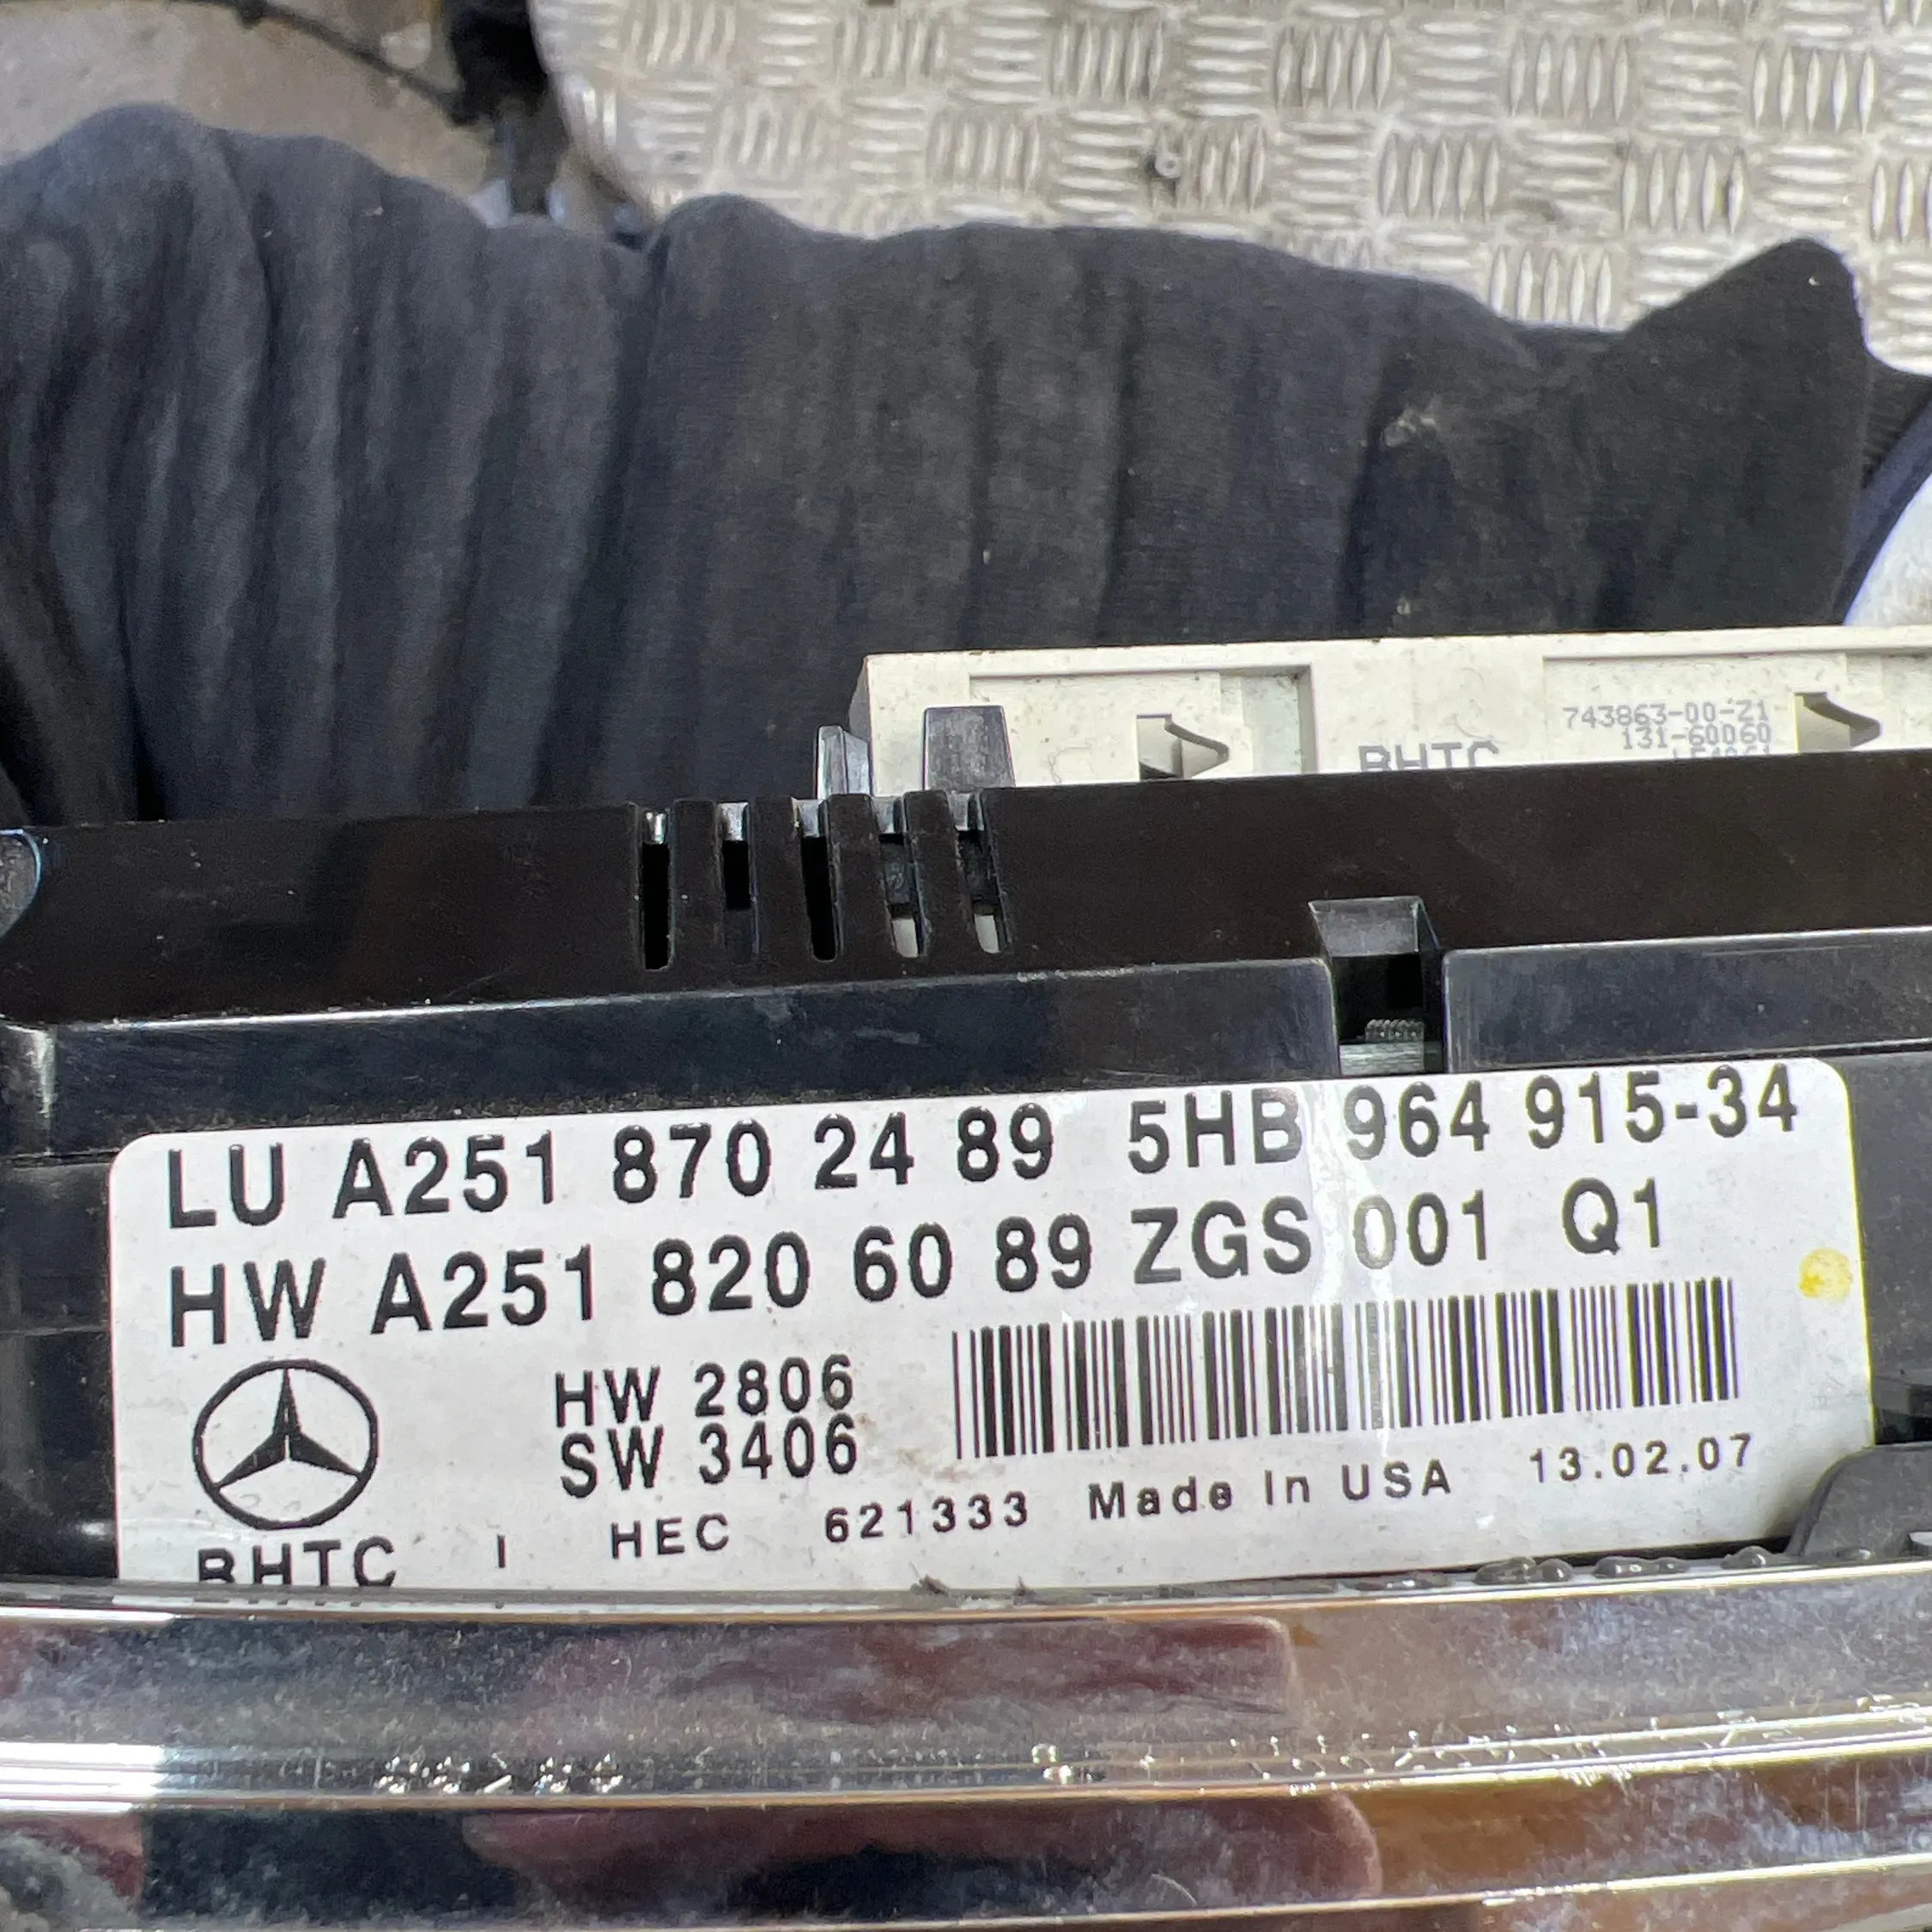 743863-00-Z1
131-60060
BHTC
LU A251 870 24 89 5HB 964 915-34
HW A251 820 60 89 ZGS 001 Q1
HW 2806
SW 3406
BHTC I HEC 621333 Made In USA 13.02.07